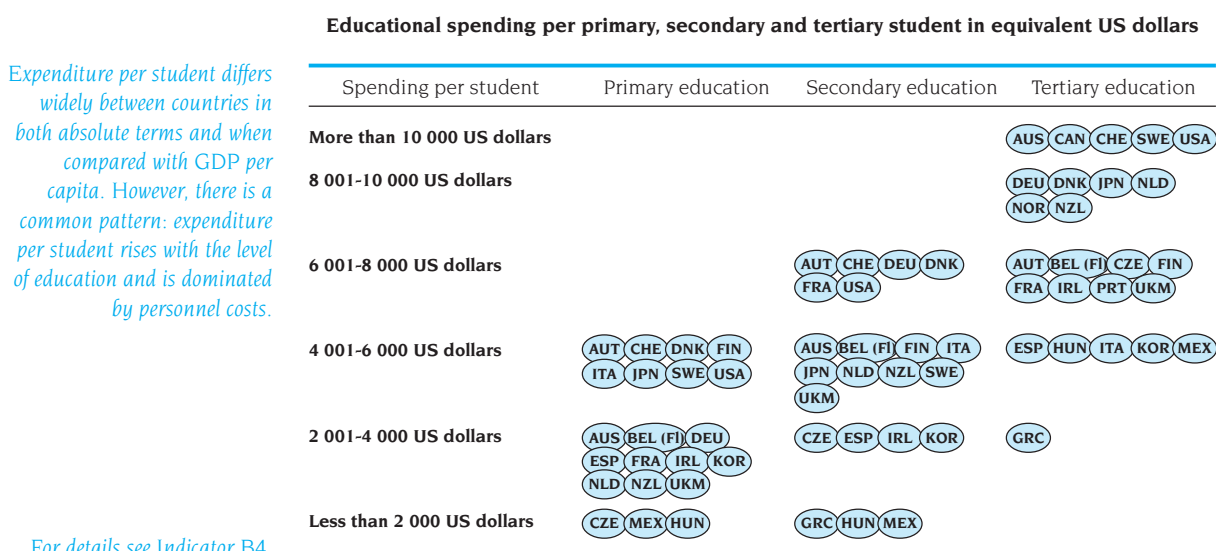 Educational spending per primary, secondary and tertiary student in equivalent US dollars
Expenditure per student differs
widely between countries in
both absolute terms and when
compared with GDP per
capita. However, there is a
common pattern: expenditure
per student rises with the level
of education and is dominated
by personnel costs.
Spending per student Primary education Secondary education Tertiary education
More than 10 000 US dollars AUS CAN CHE SWE USA
8 001-10 000 US dollars DEU DNK JPN NLD
NOR NZL
6 001-8 000 US dollars AUT CHE DEU DNK AUT BEL (Fl) CZE FIN
FRA USA FRA IRL PRT UKM
4 001-6 000 US dollars AUT CHE DNK FIN AUS BEL (Fl) FIN ITA ESP HUN ITA KOR MEX
ITA JPN SWE USA JPN NLD NZL SWE
UKM
2 001-4 000 US dollars AUS BEL (Fl) DEU CZE ESP IRL KOR GRC
ESP FRA IRL KOR
NLD NZL UKM
Less than 2 000 US dollars CZE MEX HUN GRC HUN MEX
For details see Indicator B4.